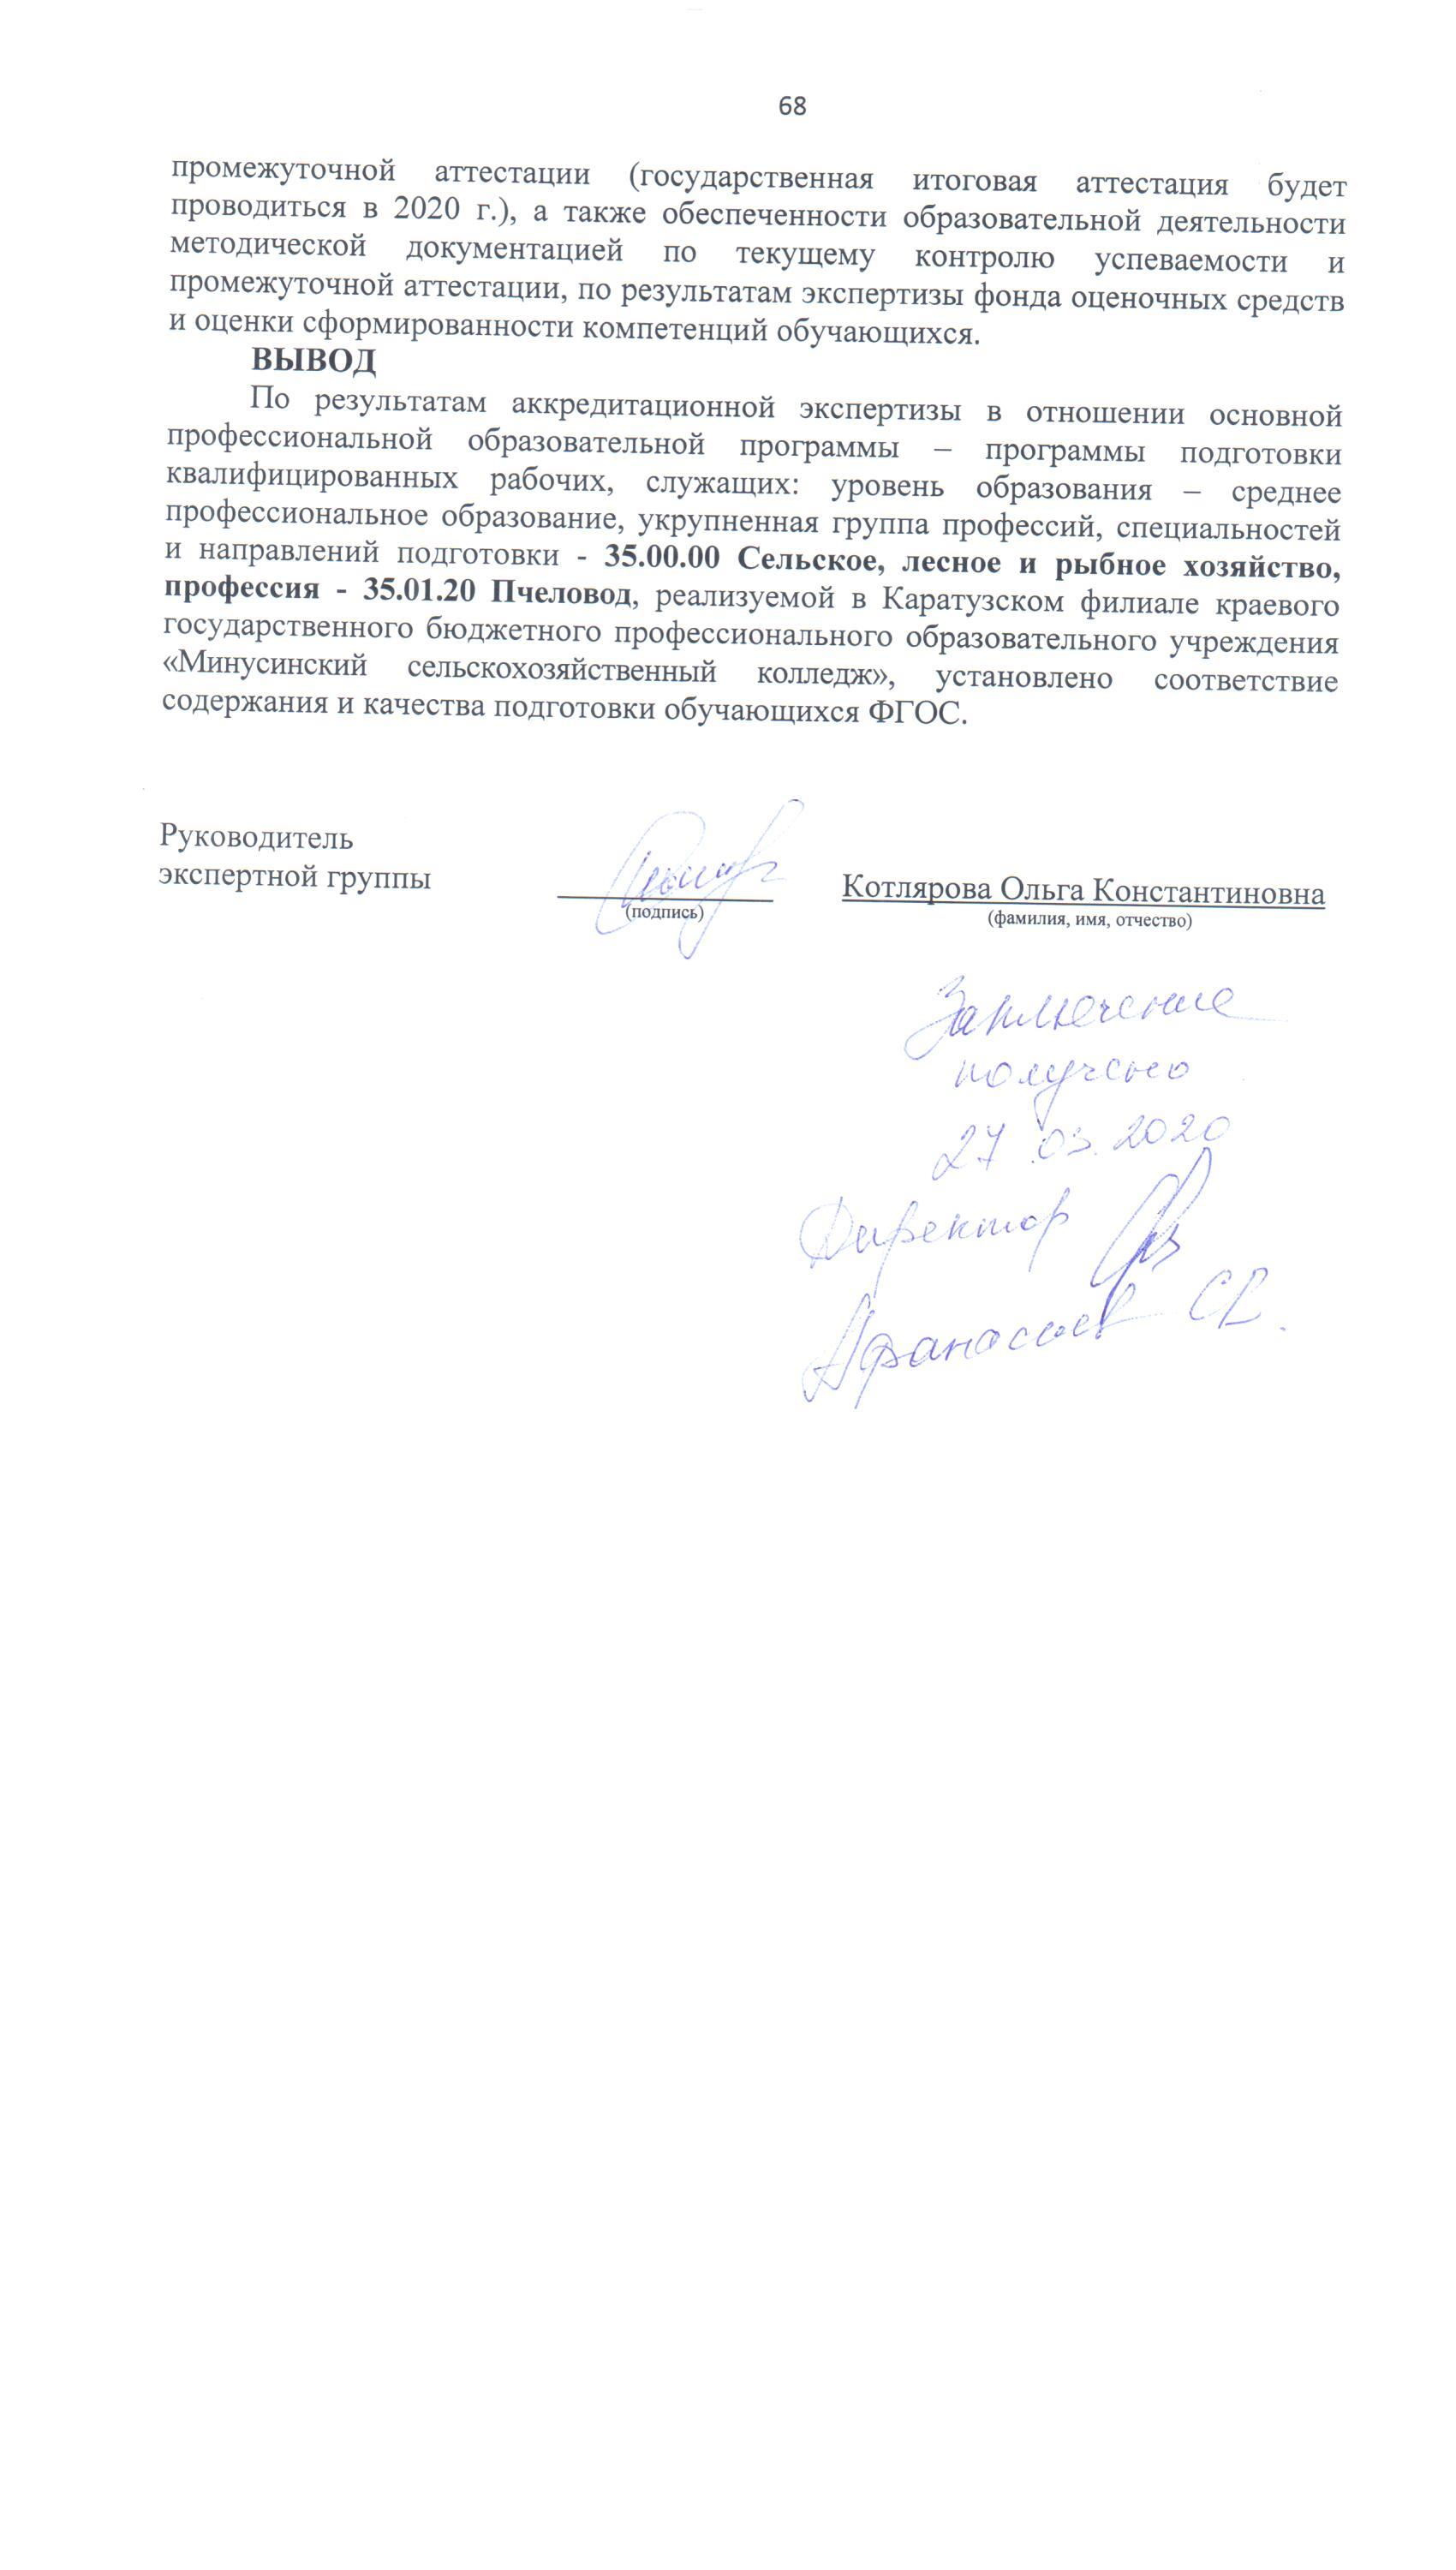 68
промежуточной аттестации (государственная итоговая аттестация будет
проводиться в 2020 г.), а также обеспеченности образовательной деятельности
методической документацией по текущему контролю успеваемости и
промежуточной аттестации, по результатам экспертизы фонда оценочных средств
и оценки сформированности компетенций обучающихся.
ВЫВОД
По результатам аккредитационной экспертизы в отношении основной
профессиональной образовательной программы – программы подготовки
квалифицированных рабочих, служащих: уровень образования – среднее
профессиональное образование, укрупненная группа профессий, специальностей
и направлений подготовки - 35.00.00 Сельское, лесное и рыбное хозяйство,
профессия - 35.01.20 Пчеловод, реализуемой в Каратузском филиале краевого
государственного бюджетного профессионального образовательного учреждения
«Минусинский сельскохозяйственный колледж», установлено соответствие
содержания и качества подготовки обучающихся ФГОС.
Руководитель
экспертной группы
Котлярова Ольга Константиновна
(подпись)
(фамилия, имя, отчество)
Заключение
получено
27.03.2020
Директор
Афанасьев СВ.